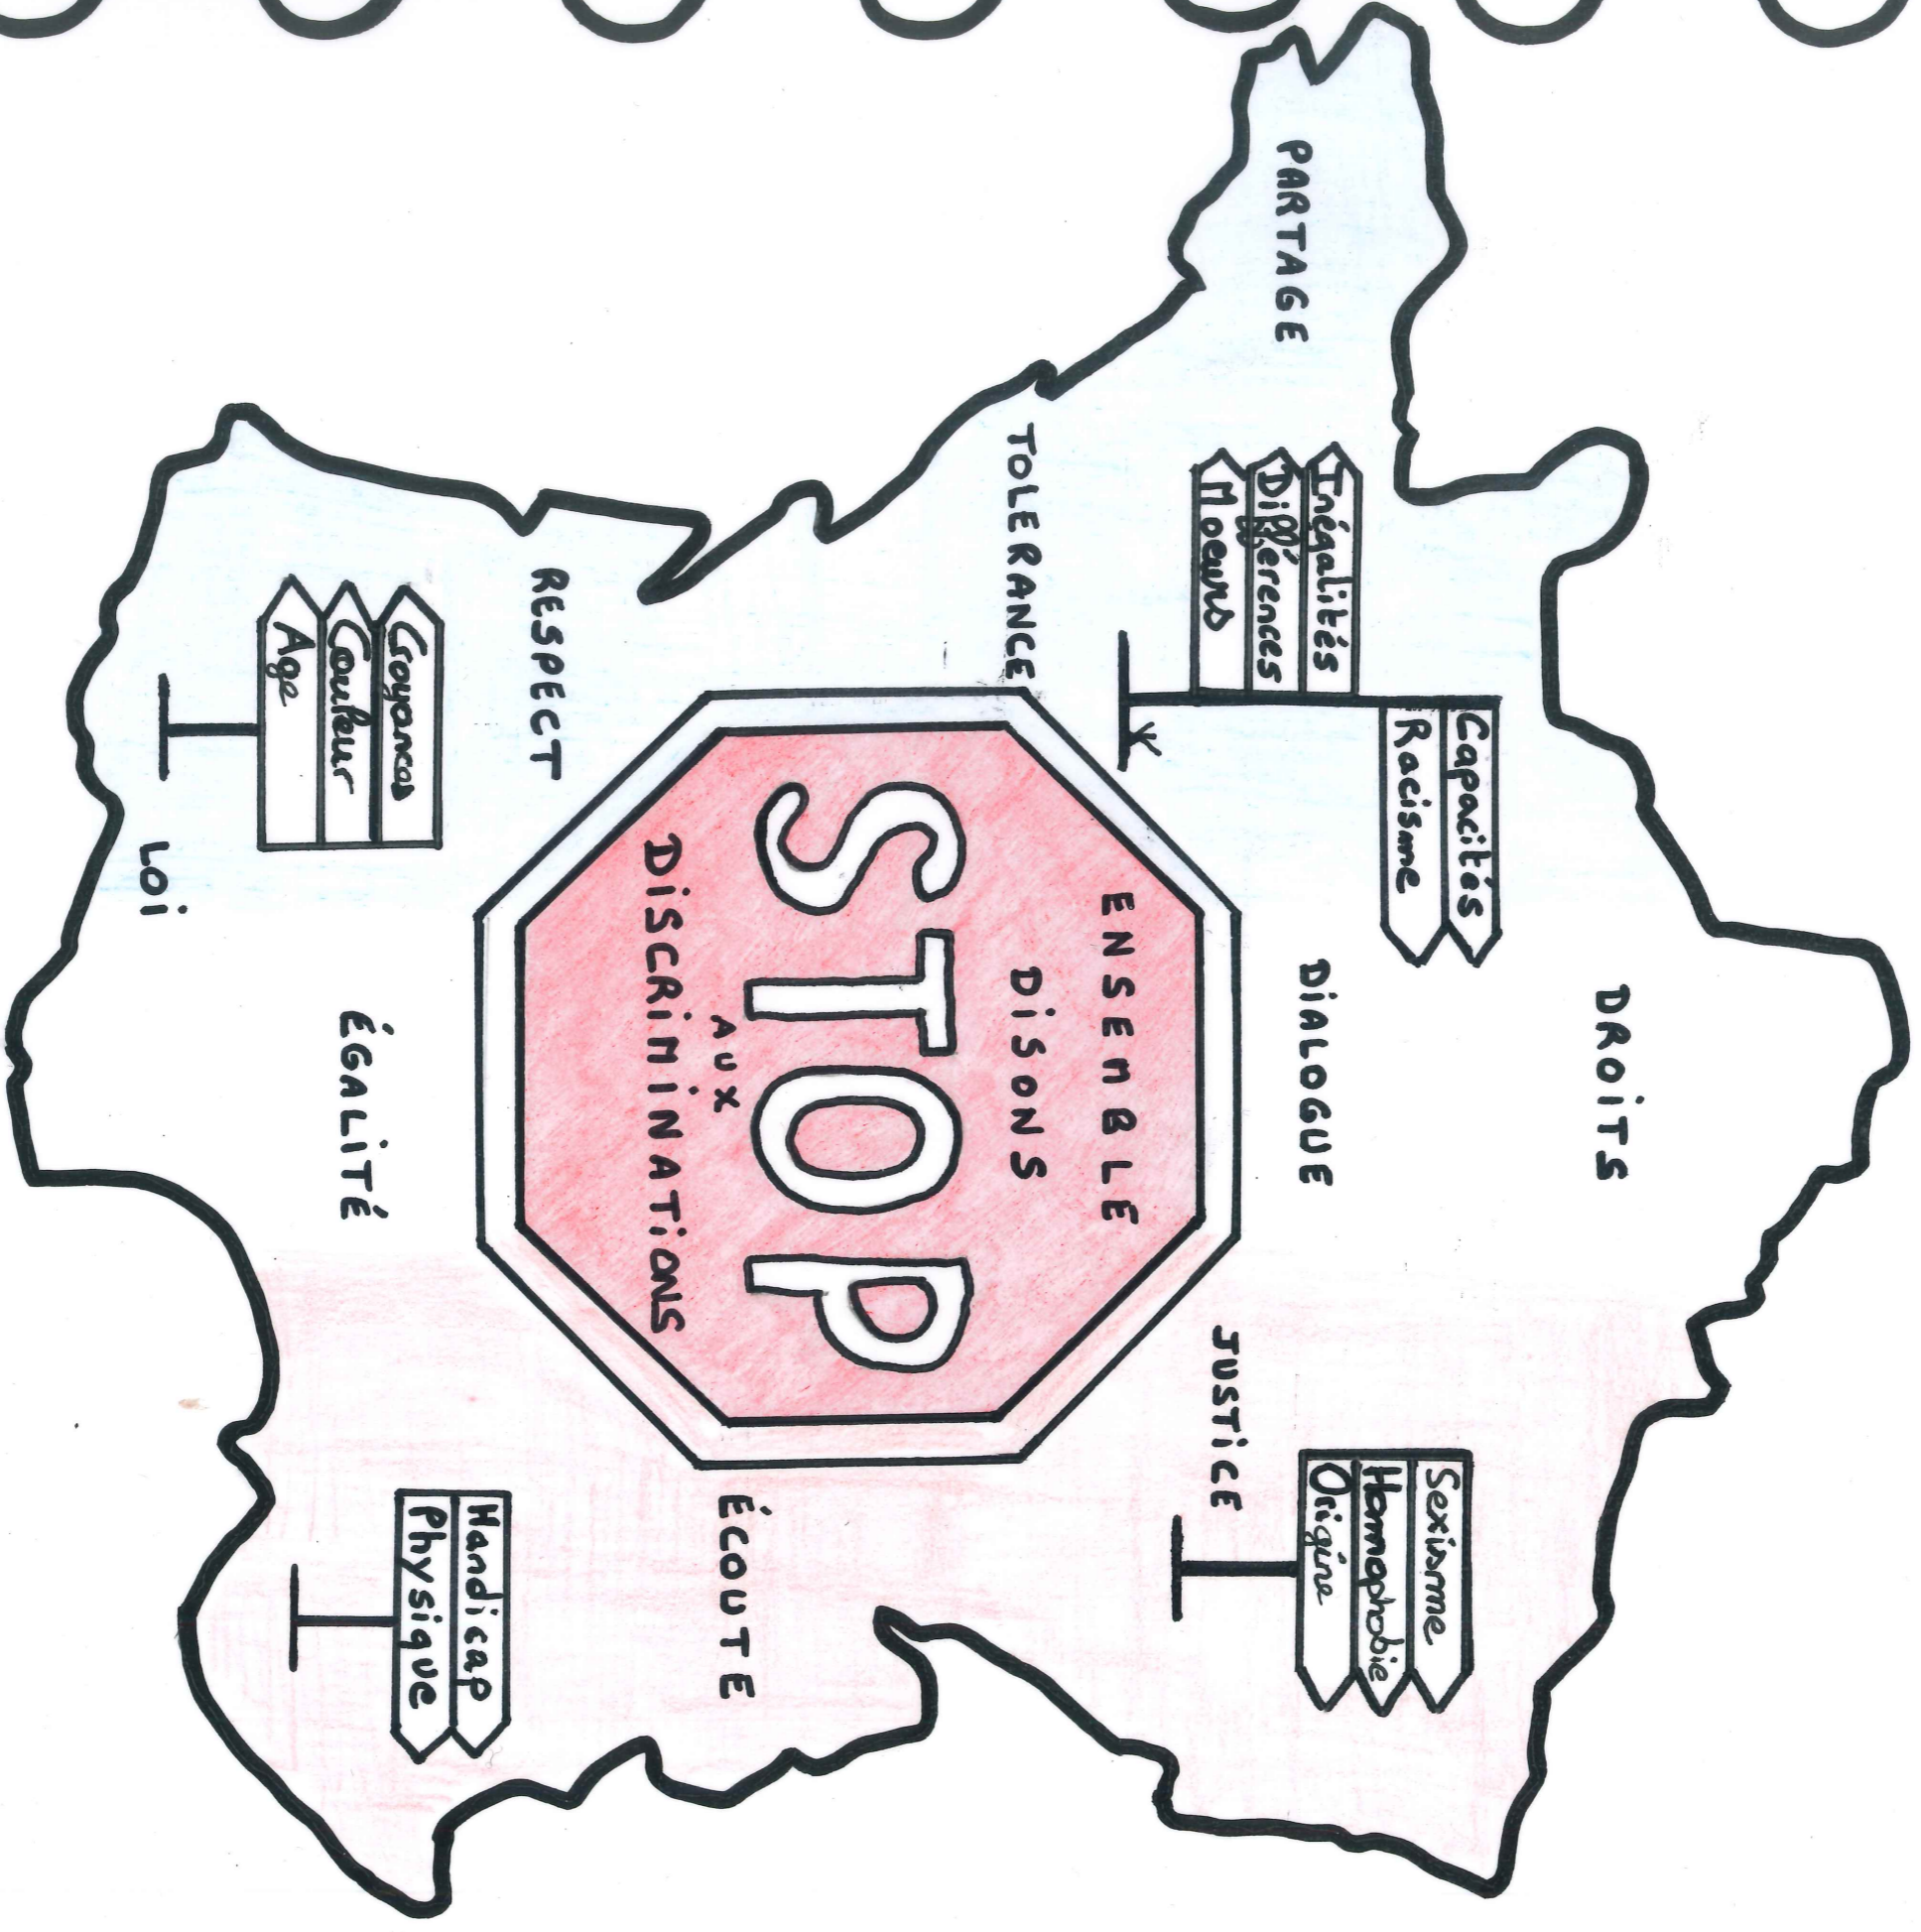 DROITS
Capacités
Racisme
Inégalités
Différences
Moeurs
Sexisme
Homophobie
Origine
PARTAGE
DIALOGUE
JUSTICE
TOLERANCE
ENSEMBLE
DISONS
STOP
AUX
DISCRIMINATIONS
RESPECT
ÉCOUTE
Croyances
Couleur
Age
Handicap
Physique
ÉGALITÉ
LOI